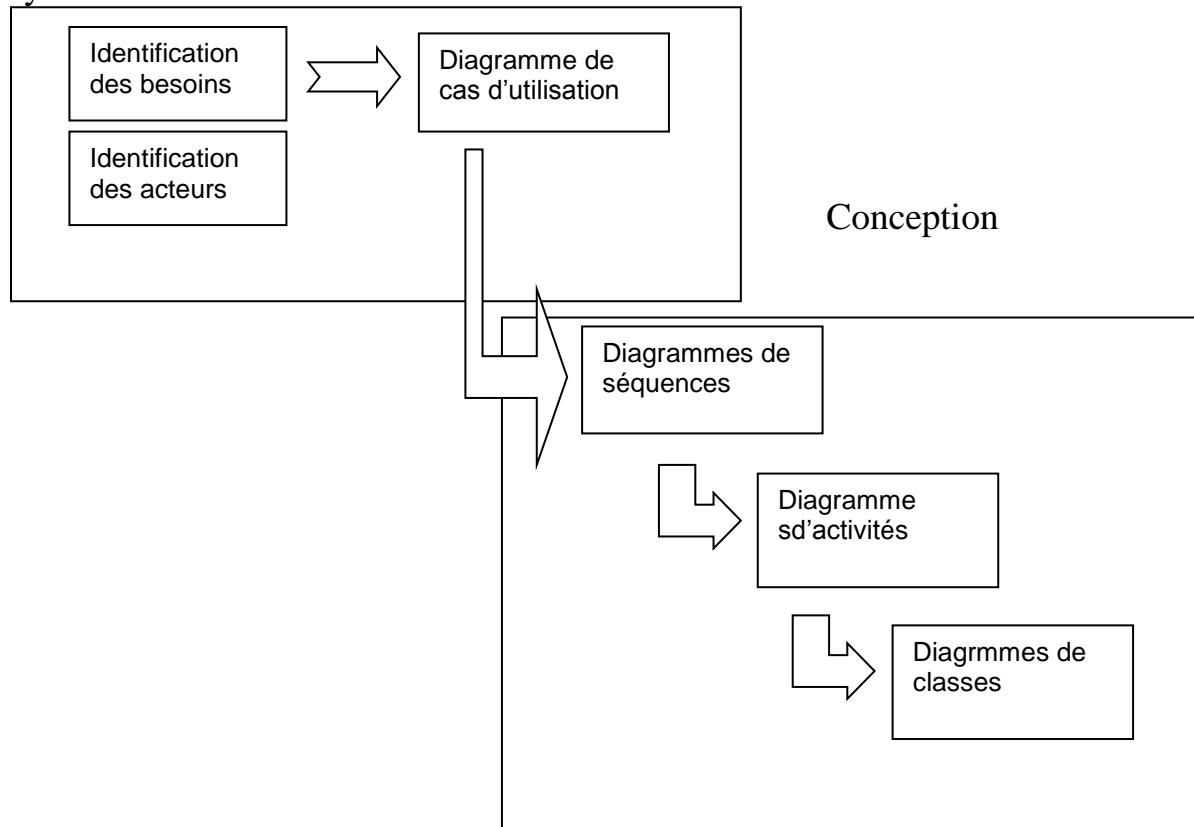 Identification
des besoins
Diagramme de
cas d'utilisation
Identification
des acteurs
Conception
Diagrammes de
séquences
Diagramme
sd’activités
Diagrmmes de
classes